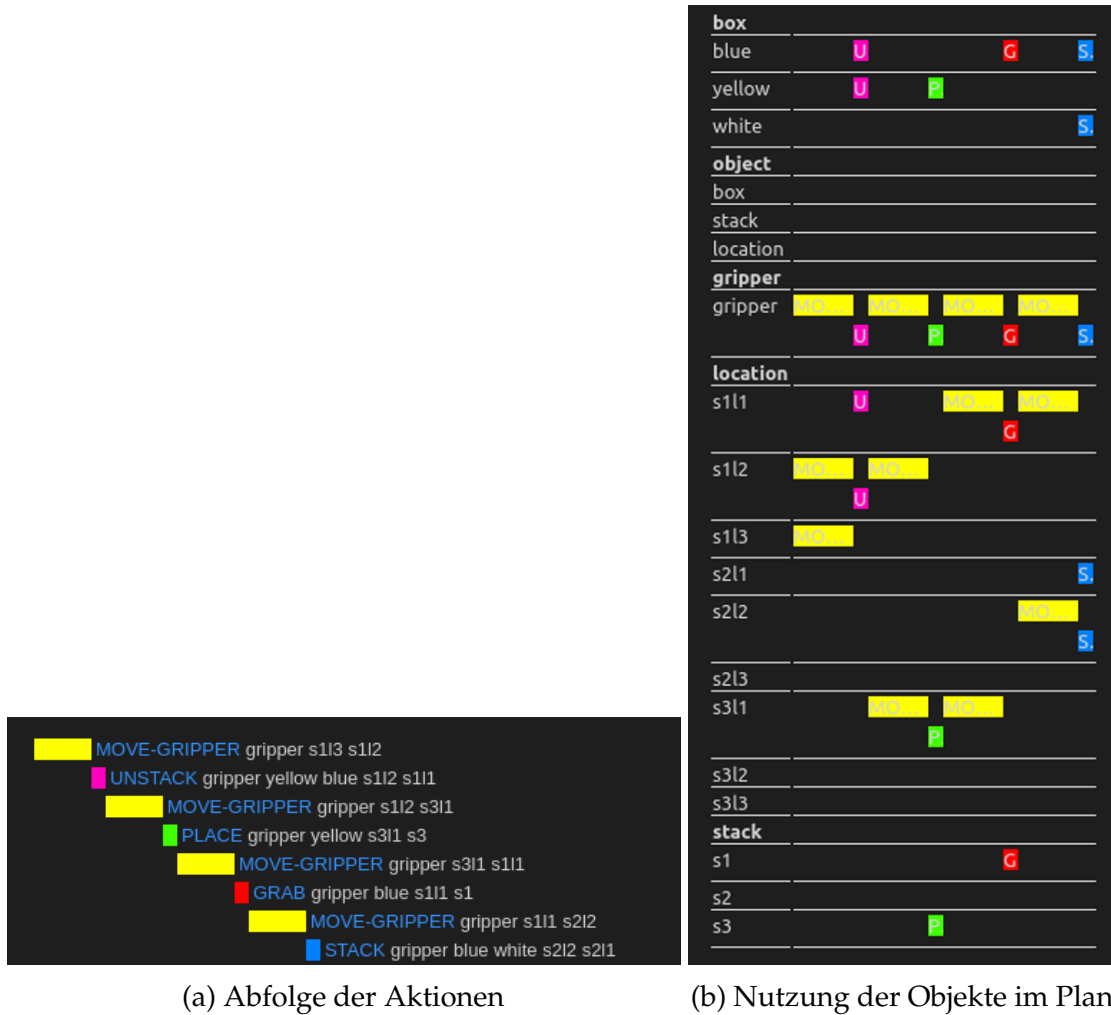 MOVE-GRIPPER gripper s1l3 s1l2
UNSTACK gripper yellow blue s1l2 s1l1
MOVE-GRIPPER gripper s1l2 s3l1
PLACE gripper yellow s3l1 s3
MOVE-GRIPPER gripper s3l1 s1l1
GRAB gripper blue s1l1 s1
MOVE-GRIPPER gripper s1l1 s2l2
STACK gripper blue white s2l2 s2l1
(a) Abfolge der Aktionen
box
blue U G S.
yellow U P
white S.
object
box
stack
location
gripper
gripper MO... MO... MO... MO...
U P G S.
location
s1l1 U MO... MO...
G
s1l2 MO... MO...
U
s1l3 MO...
s2l1 S.
s2l2 MO...
S.
s2l3
s3l1 MO... MO...
P
s3l2
s3l3
stack
s1 G
s2
s3 P
(b) Nutzung der Objekte im Plan